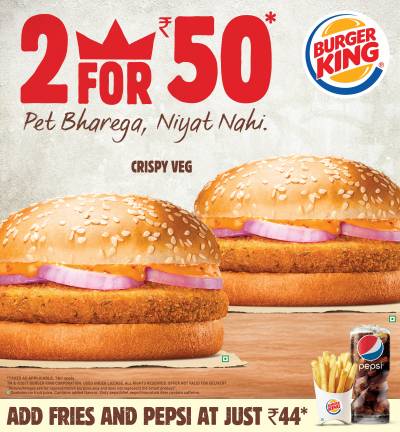 2 FOR ₹50*
BURGER
KING
®
Pet Bharega, Niyat Nahi.
CRISPY VEG
pepsi
ADD FRIES AND PEPSI AT JUST ₹44*